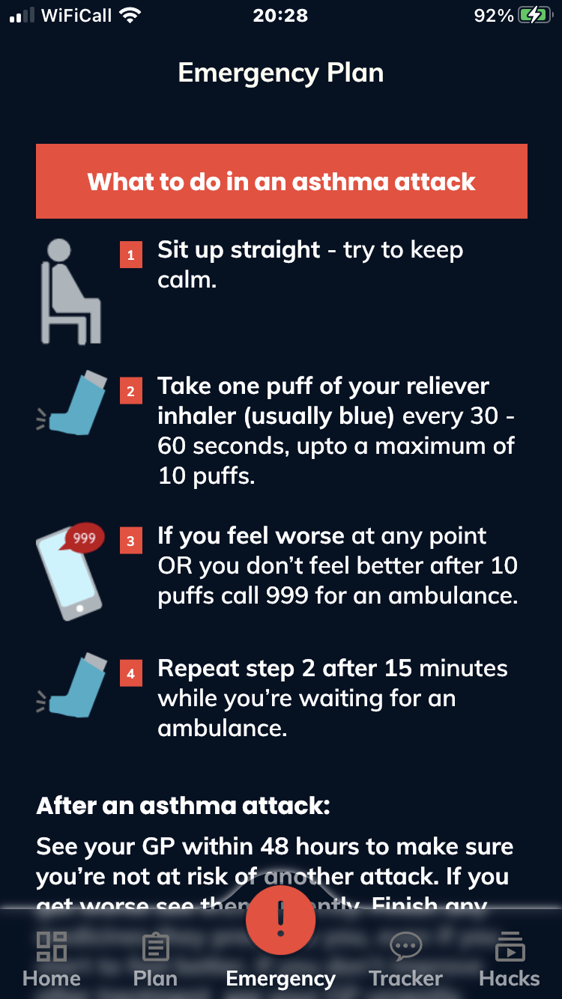 WiFiCall 20:28 92%
Emergency Plan
What to do in an asthma attack
1 Sit up straight - try to keep
calm.
2 Take one puff of your reliever
inhaler (usually blue) every 30 -
60 seconds, upto a maximum of
10 puffs.
999
3 If you feel worse at any point
OR you don't feel better after 10
puffs call 999 for an ambulance.
4 Repeat step 2 after 15 minutes
while you're waiting for an
ambulance.
After an asthma attack:
See your GP within 48 hours to make sure
you're not at risk of another attack. If you
get worse see Finish any
Home Plan Emergency Tracker Hacks